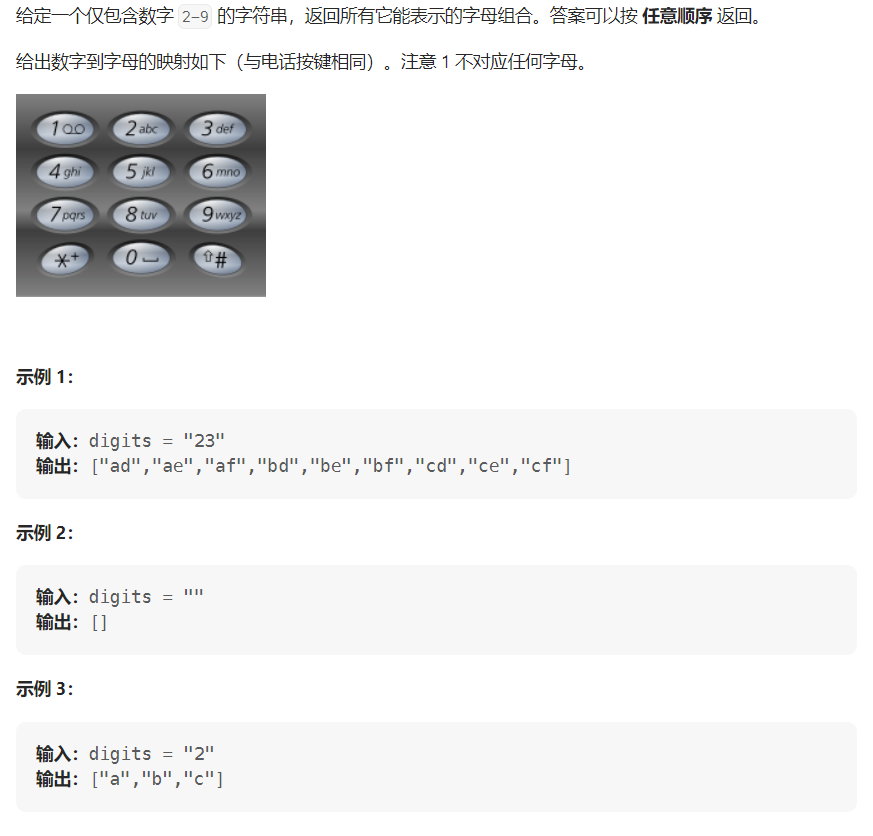 给定一个仅包含数字 2-9 的字符串，返回所有它能表示的字母组合。答案可以按 任意顺序 返回。
给出数字到字母的映射如下（与电话按键相同）。注意 1 不对应任何字母。
1 2 abc 3 def
4 ghi 5 jkl 6 mno
7 pqrs 8 tuv 9 wxyz
* + 0 #
示例 1：
输入：digits = "23"
输出：["ad","ae","af","bd","be","bf","cd","ce","cf"]
示例 2：
输入：digits = ""
输出：[]
示例 3：
输入：digits = "2"
输出：["a","b","c"]